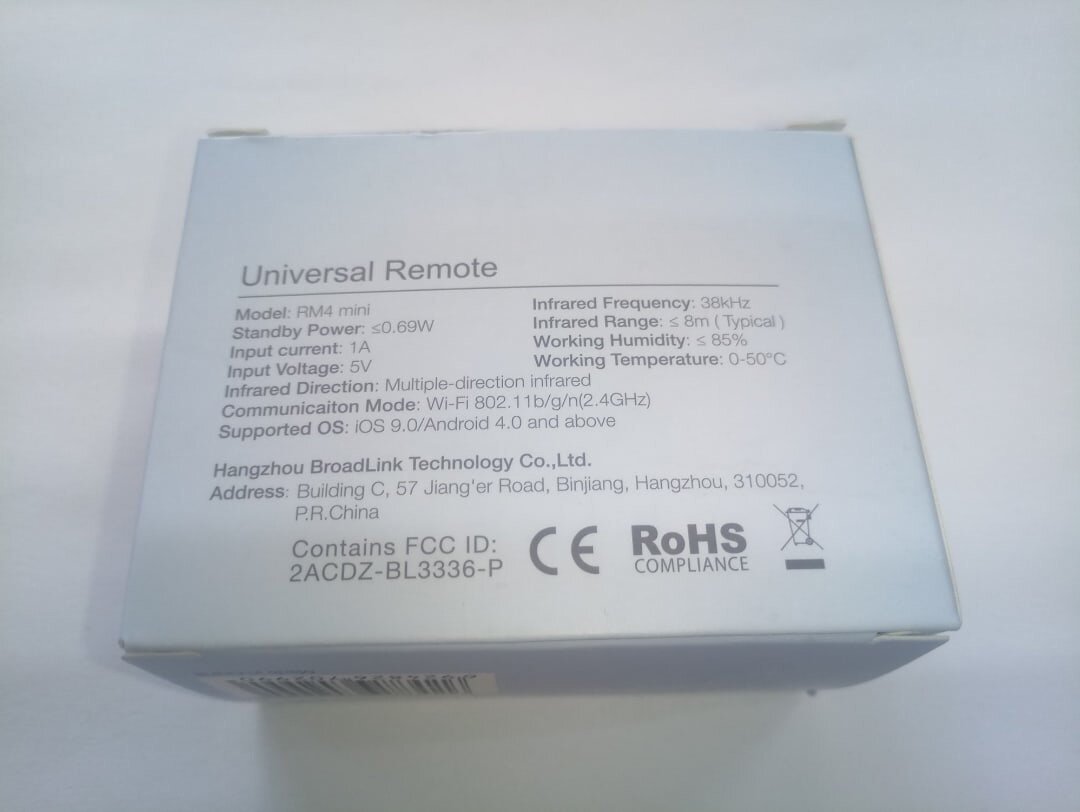 Universal Remote
Model: RM4 mini
Standby Power: ≤0.69W
Input current: 1A
Input Voltage: 5V
Infrared Frequency: 38kHz
Infrared Range: ≤ 8m ( Typical )
Working Humidity: ≤ 85%
Working Temperature: 0-50°C
Infrared Direction: Multiple-direction infrared
Communicaiton Mode: Wi-Fi 802.11b/g/n(2.4GHz)
Supported OS: iOS 9.0/Android 4.0 and above
Hangzhou BroadLink Technology Co.,Ltd.
Address: Building C, 57 Jiang'er Road, Binjiang, Hangzhou, 310052,
P.R.China
Contains FCC ID:
2ACDZ-BL3336-P
CE
RoHS
COMPLIANCE